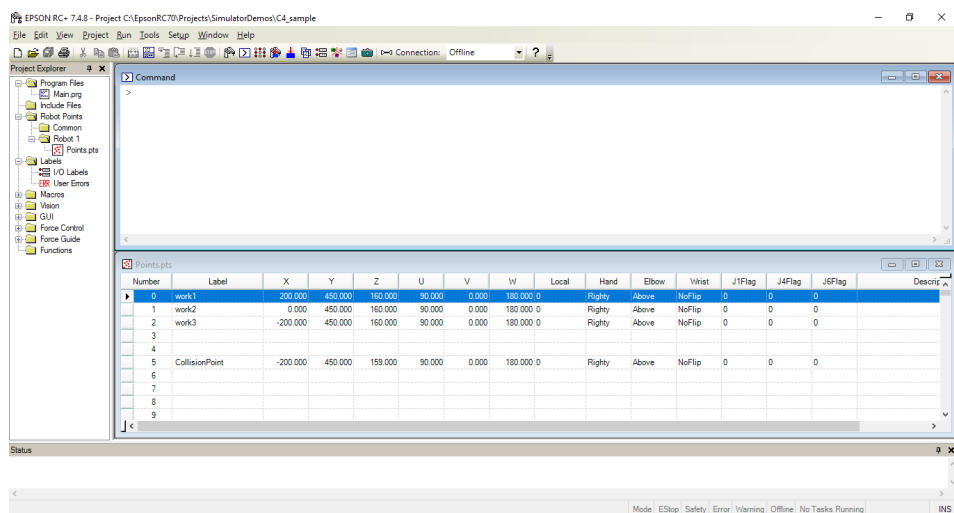 EPSON RC+ 7.4.8 - Project C:\EpsonRC70\Projects\SimulatorDemos\C4_sample
File Edit View Project Run Tools Setup Window Help
Connection: Offline
Project Explorer
Program Files
Main.prg
Include Files
Robot Points
Common
Robot 1
Points.pts
Labels
I/O Labels
User Errors
Macros
Vision
GUI
Force Control
Force Guide
Functions
Command
>
Points.pts
Number Label X Y Z U V W Local Hand Elbow Wrist J1Flag J4Flag J6Flag Descrip
0 work1 200.000 450.000 160.000 90.000 0.000 180.000 0 Righty Above NoFlip 0 0 0
1 work2 0.000 450.000 160.000 90.000 0.000 180.000 0 Righty Above NoFlip 0 0 0
2 work3 -200.000 450.000 160.000 90.000 0.000 180.000 0 Righty Above NoFlip 0 0 0
3
4
5 CollisionPoint -200.000 450.000 159.000 90.000 0.000 180.000 0 Righty Above NoFlip 0 0 0
6
7
8
9
Status
Mode EStop Safety Error Warning Offline No Tasks Running INS